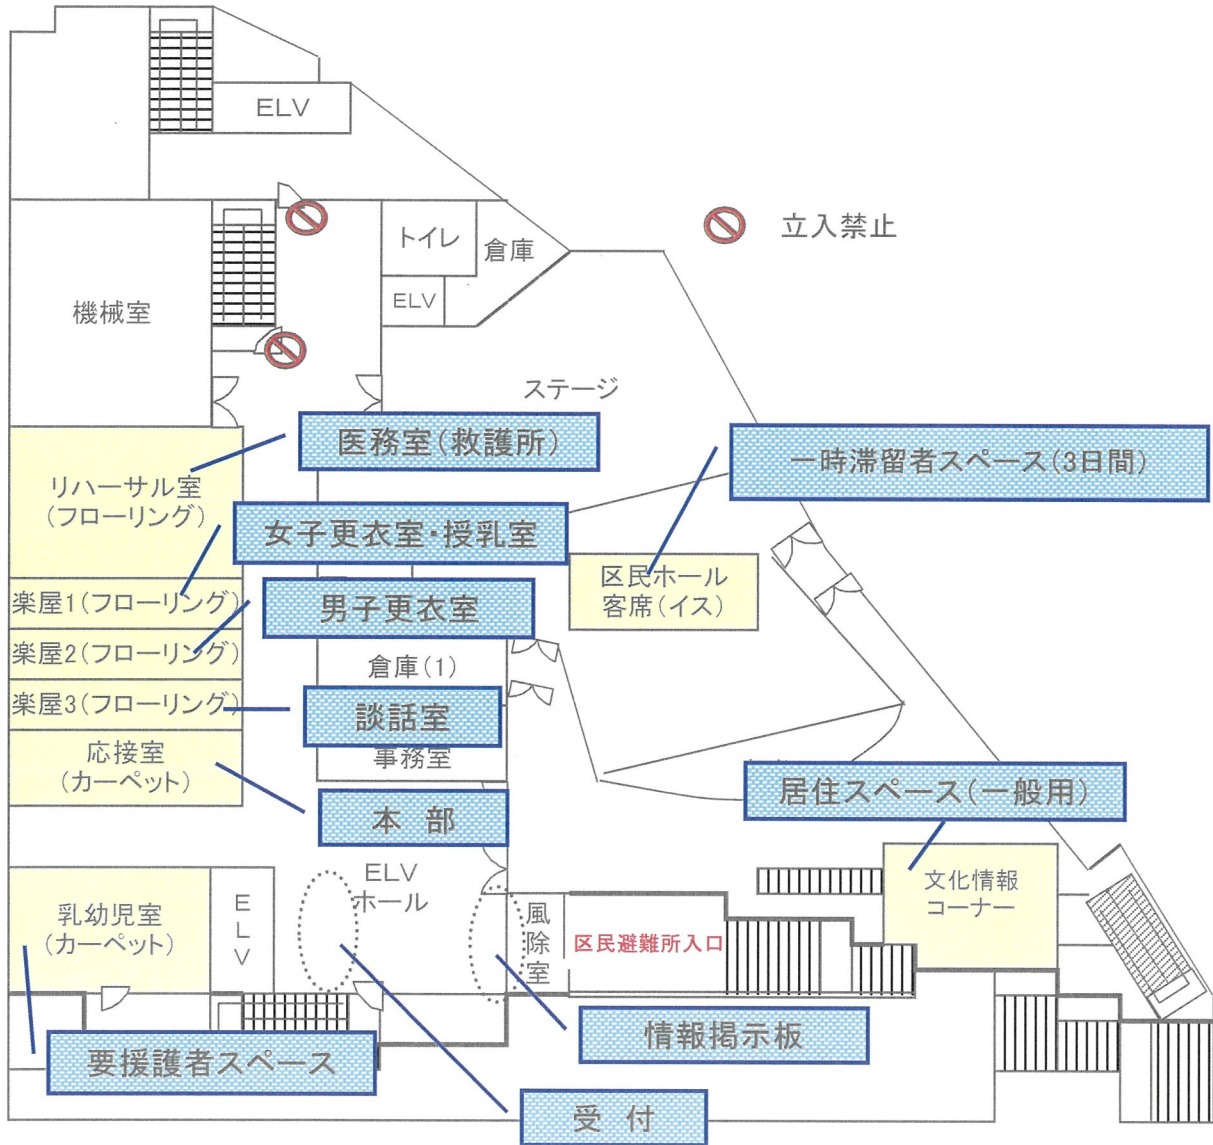 ELV
立入禁止
トイレ
倉庫
ELV
機械室
ステージ
医務室(救護所)
一時滞留者スペース(3日間)
リハーサル室
(フローリング)
女子更衣室・授乳室
区民ホール
客席(イス)
楽屋1(フローリング)
男子更衣室
楽屋2(フローリング)
倉庫(1)
楽屋3(フローリング)
談話室
事務室
応接室
(カーペット)
本 部
居住スペース(一般用)
ELV
ホール
文化情報
コーナー
乳幼児室
(カーペット)
ELV
風除室
区民避難所入口
情報掲示板
要援護者スペース
受 付